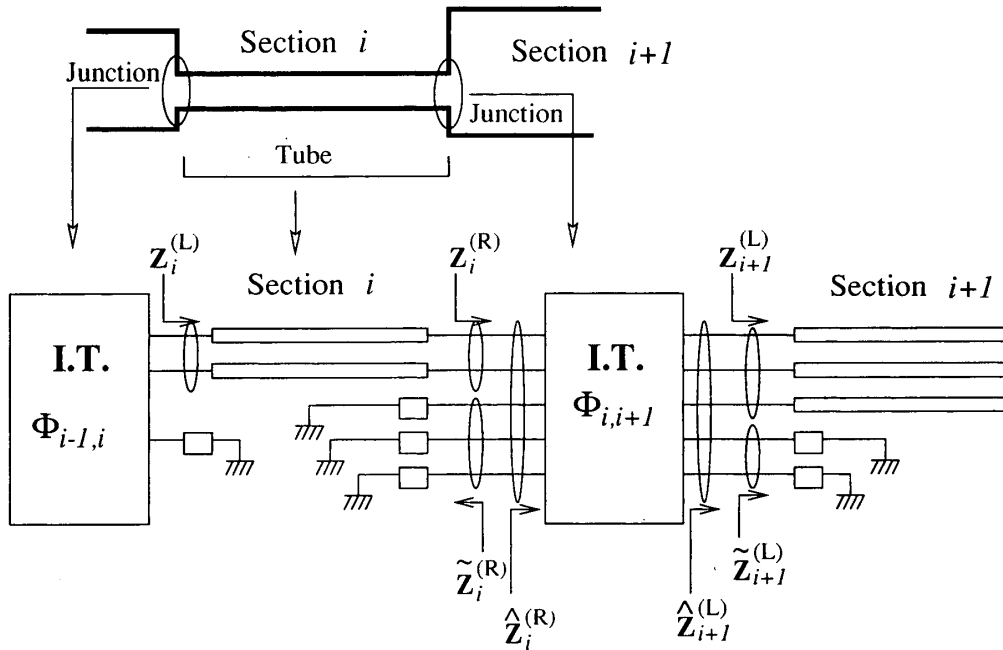 Section i
Section i+1
Junction
Junction
Tube
Z_i^(L)
Z_i^(R)
Z_{i+1}^(L)
Section i
Section i+1
I.T.
Φ_{i-1,i}
I.T.
Φ_{i,i+1}
Z̃_i^(R)
Z̃_{i+1}^(L)
Ẑ_i^(R)
Ẑ_{i+1}^(L)